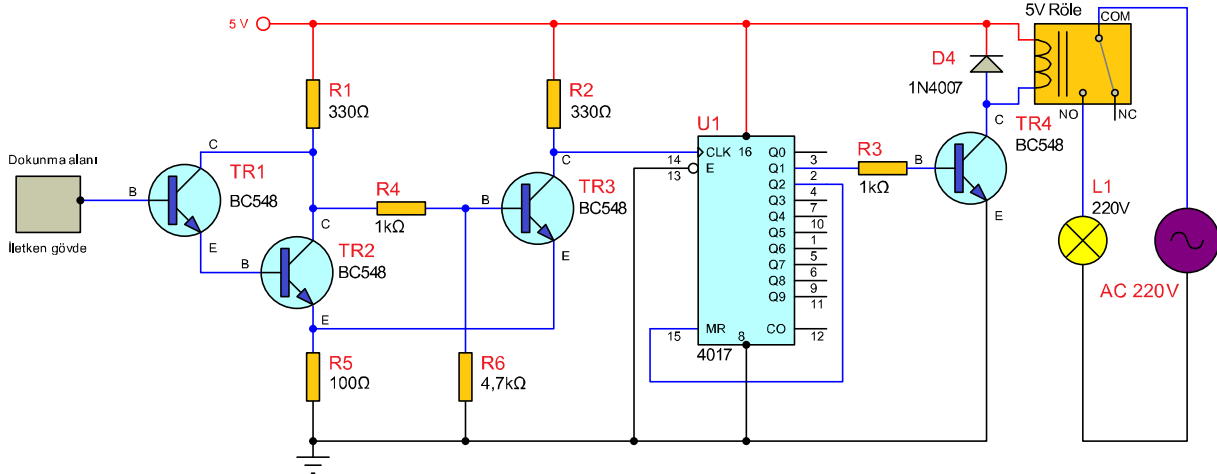 5V Röle
COM
5 V
D4
1N4007
R1
330Ω
R2
330Ω
NO
NC
U1
C
TR4
BC548
Dokunma alanı
C
TR1
BC548
C
14
CLK
16
Q0
3
R3
B
E
13
Q1
2
1kΩ
R4
TR3
BC548
Q2
4
L1
220V
B
B
Q3
7
1kΩ
C
Q4
10
E
İletken gövde
E
TR2
BC548
E
Q5
1
B
Q6
5
Q7
6
Q8
9
AC 220V
Q9
11
E
15
MR
8
CO
12
4017
R5
100Ω
R6
4,7kΩ